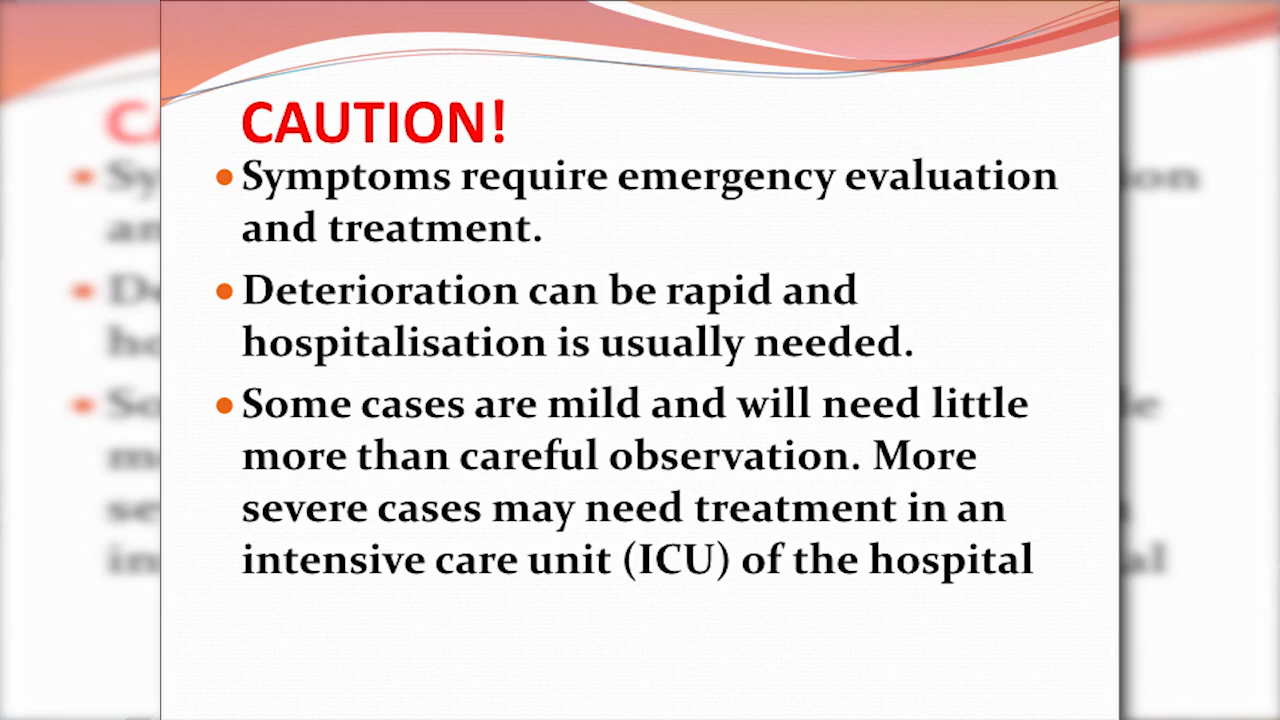 CAUTION!
• Symptoms require emergency evaluation
and treatment.
• Deterioration can be rapid and
hospitalisation is usually needed.
• Some cases are mild and will need little
more than careful observation. More
severe cases may need treatment in an
intensive care unit (ICU) of the hospital